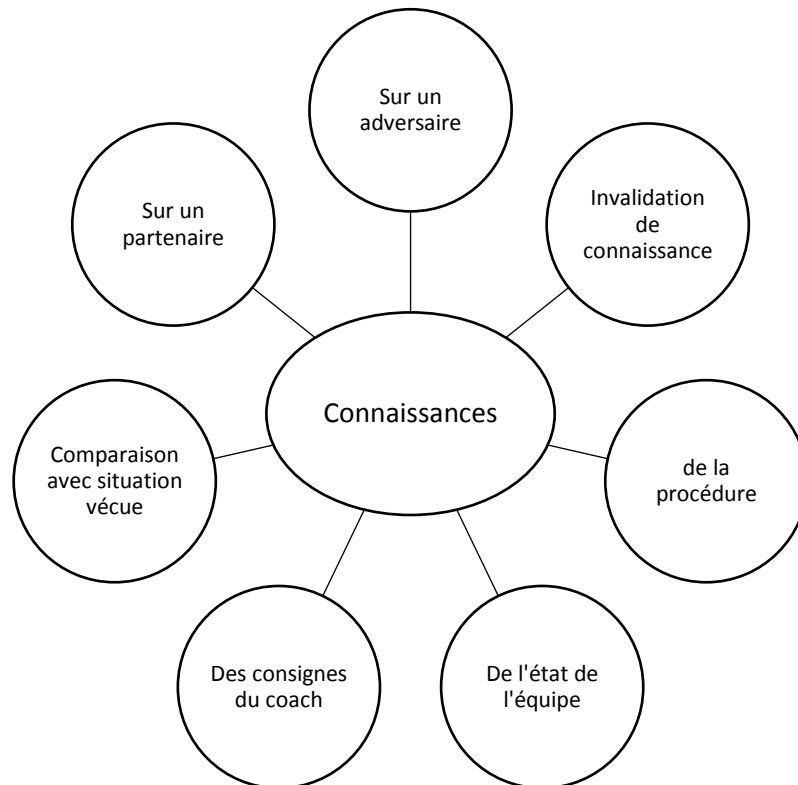 Sur un
adversaire
Sur un
partenaire
Invalidation
de
connaissance
Connaissances
Comparaison
avec situation
vécue
de la
procédure
Des consignes
du coach
De l'état de
l'équipe